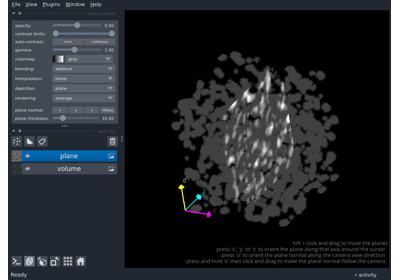 File View Plugins Window Help
opacity: 0.50
contrast limits:
auto-contrast: once continuous
gamma: 1.00
colormap: gray
blending: additive
interpolation: linear
depiction: plane
rendering: average
plane normal: x y z oblique
plane thickness: 10.00
plane
volume
0
hift + click and drag to move the planes
press 'x', 'y' or 'z' to orient the plane along that axis around the cursor
press 'o' to orient the plane normal along the camera view direction
press and hold 'o' then click and drag to make the plane normal follow the camera
Ready
activity